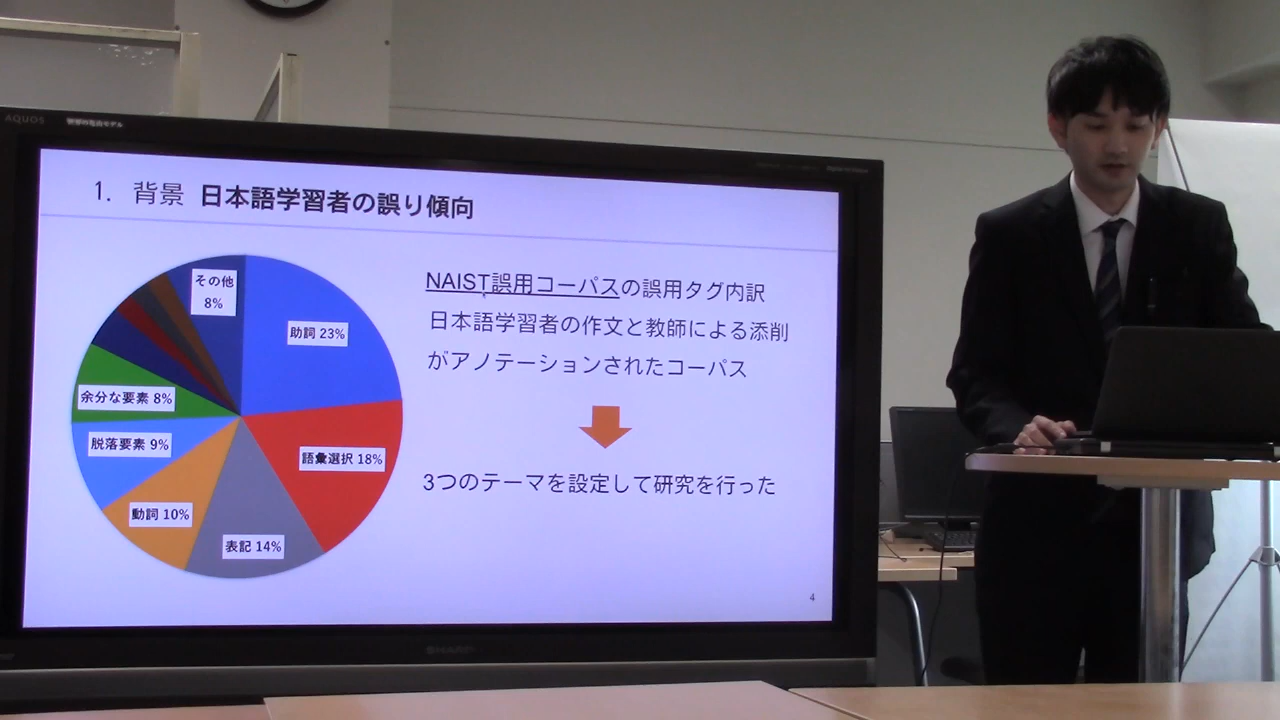 AQUOS
1. 背景 日本語学習者の誤り傾向
その他
8%
助詞 23%
余分な要素 8%
語彙選択 18%
脱落要素 9%
動詞 10%
表記 14%
NAIST誤用コーパスの誤用タグ内訳
日本語学習者の作文と教師による添削
がアノテーションされたコーパス
3つのテーマを設定して研究を行った
4
SHARP